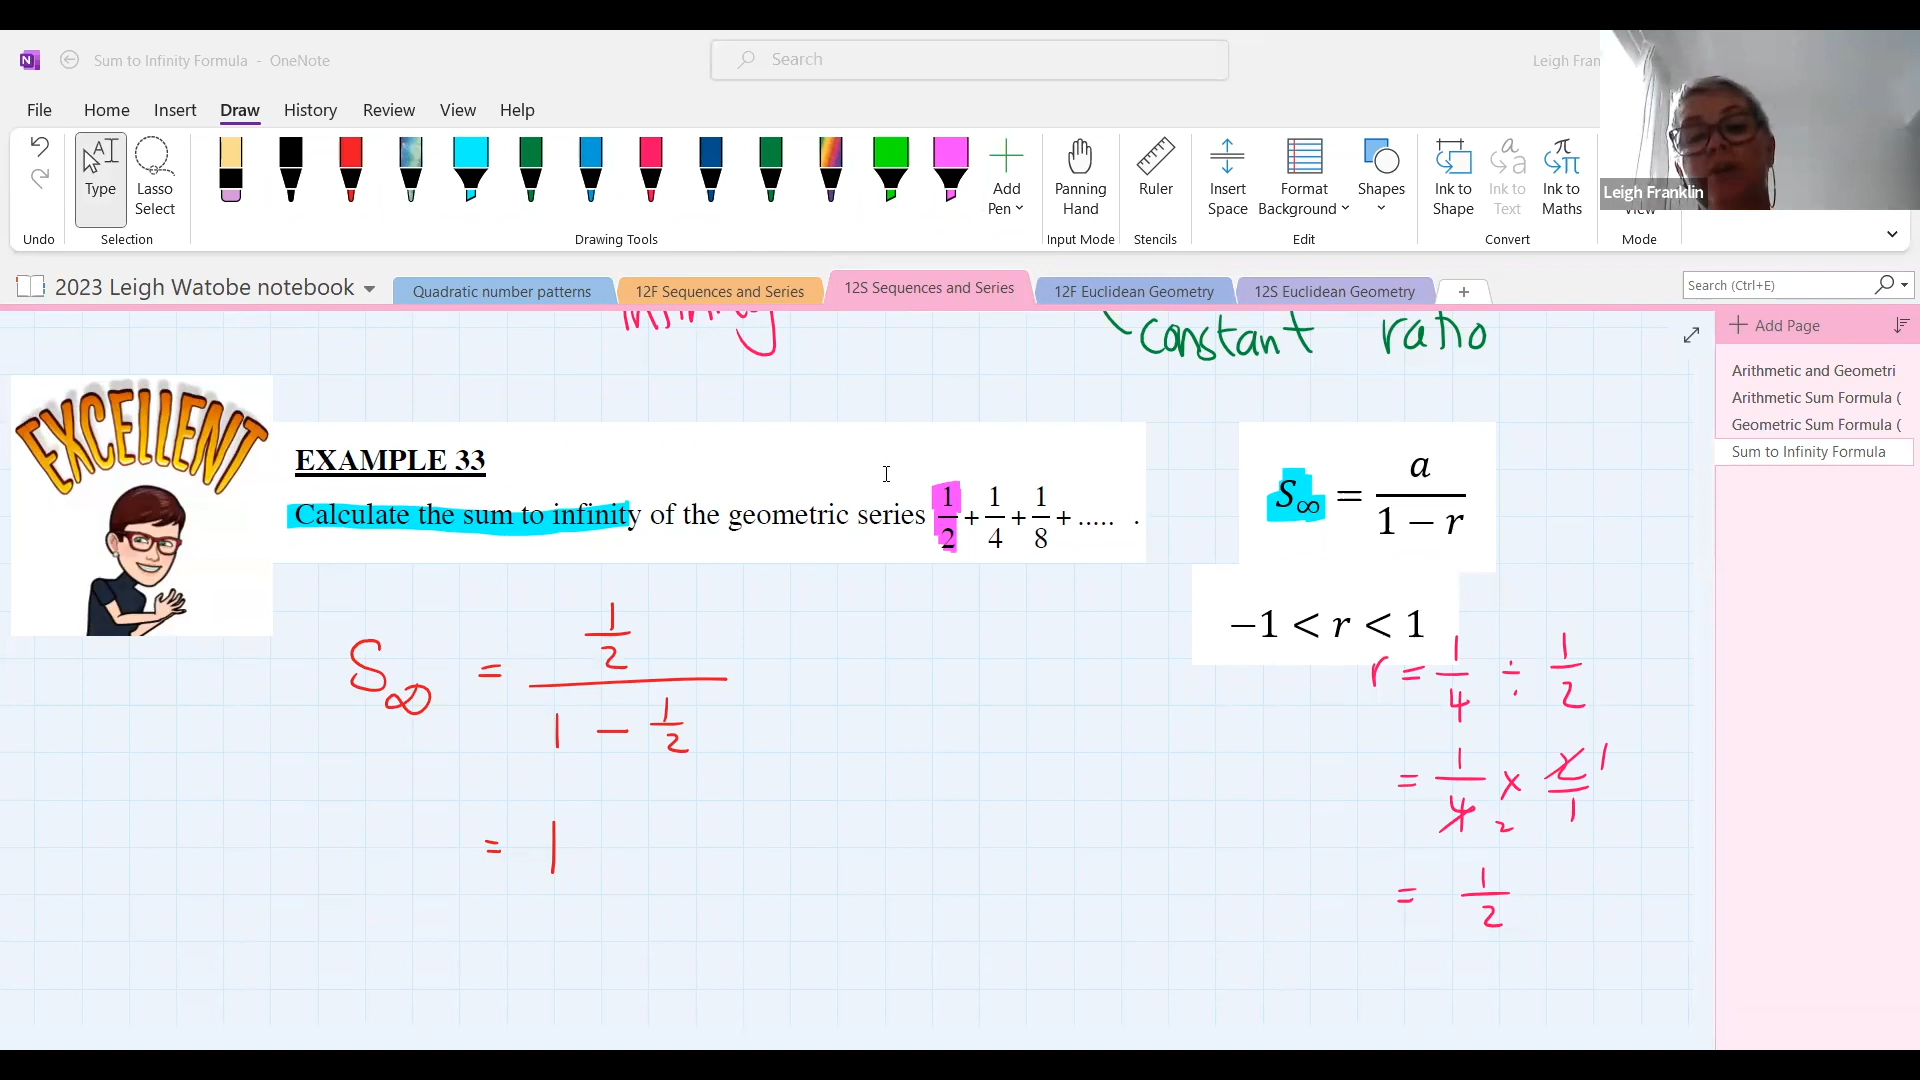 Sum to Infinity Formula - OneNote
Search
Leigh Fran
File Home Insert Draw History Review View Help
Type
Lasso Select
Add Pen
Panning Hand
Ruler
Insert Space
Format Background
Shapes
Ink to Shape
Ink to Text
Ink to Maths
View
Leigh Franklin
Undo
Selection
Drawing Tools
Input Mode
Stencils
Edit
Convert
Mode
2023 Leigh Watobe notebook
Quadratic number patterns
12F Sequences and Series
12S Sequences and Series
12F Euclidean Geometry
12S Euclidean Geometry
+
Search (Ctrl+E)
infinity
constant ratio
Add Page
Arithmetic and Geometri
Arithmetic Sum Formula (
Geometric Sum Formula (
Sum to Infinity Formula
EXCELLENT
EXAMPLE 33
Calculate the sum to infinity of the geometric series 1/2 + 1/4 + 1/8 + ..... .
S∞ = a/(1 − r)
−1 < r < 1
S∞ = (1/2)/(1 − 1/2)
= 1
r = 1/4 ÷ 1/2
= 1/4 2 × 2/1 1
= 1/2